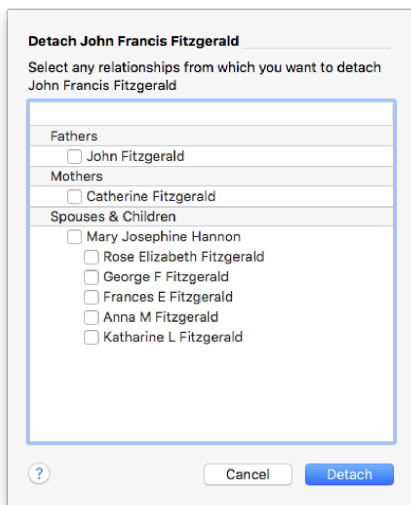 Detach John Francis Fitzgerald
Select any relationships from which you want to detach
John Francis Fitzgerald
Fathers
John Fitzgerald
Mothers
Catherine Fitzgerald
Spouses & Children
Mary Josephine Hannon
Rose Elizabeth Fitzgerald
George F Fitzgerald
Frances E Fitzgerald
Anna M Fitzgerald
Katharine L Fitzgerald
? Cancel Detach